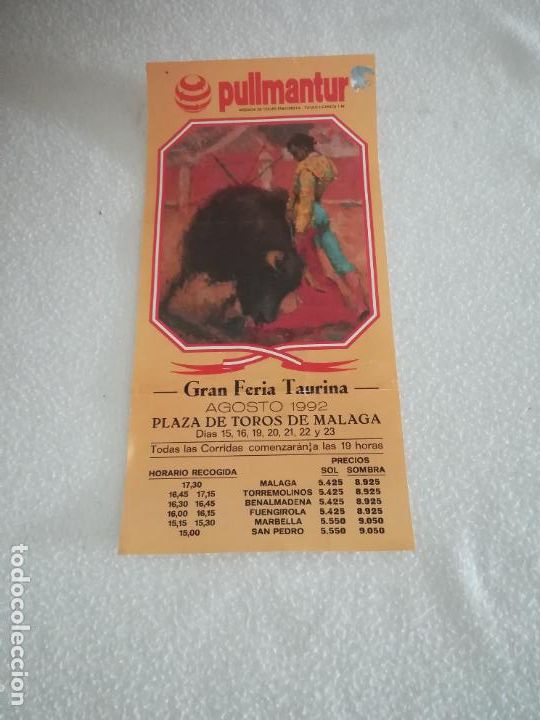 pullmantur
Gran Feria Taurina
AGOSTO 1992
PLAZA DE TOROS DE MALAGA
Días 15, 16, 19, 20, 21, 22 y 23
Todas las Corridas comenzarán a las 19 horas
PRECIOS
HORARIO RECOGIDA SOL SOMBRA
17,30 MALAGA 5.425 8.925
16,45 17,15 TORREMOLINOS 5.425 8.925
16,30 16,45 BENALMADENA 5.425 8.925
16,00 16,15 FUENGIROLA 5.425 8.925
15,15 15,30 MARBELLA 5.550 9.050
15,00 SAN PEDRO 5.550 9.050
todocoleccion